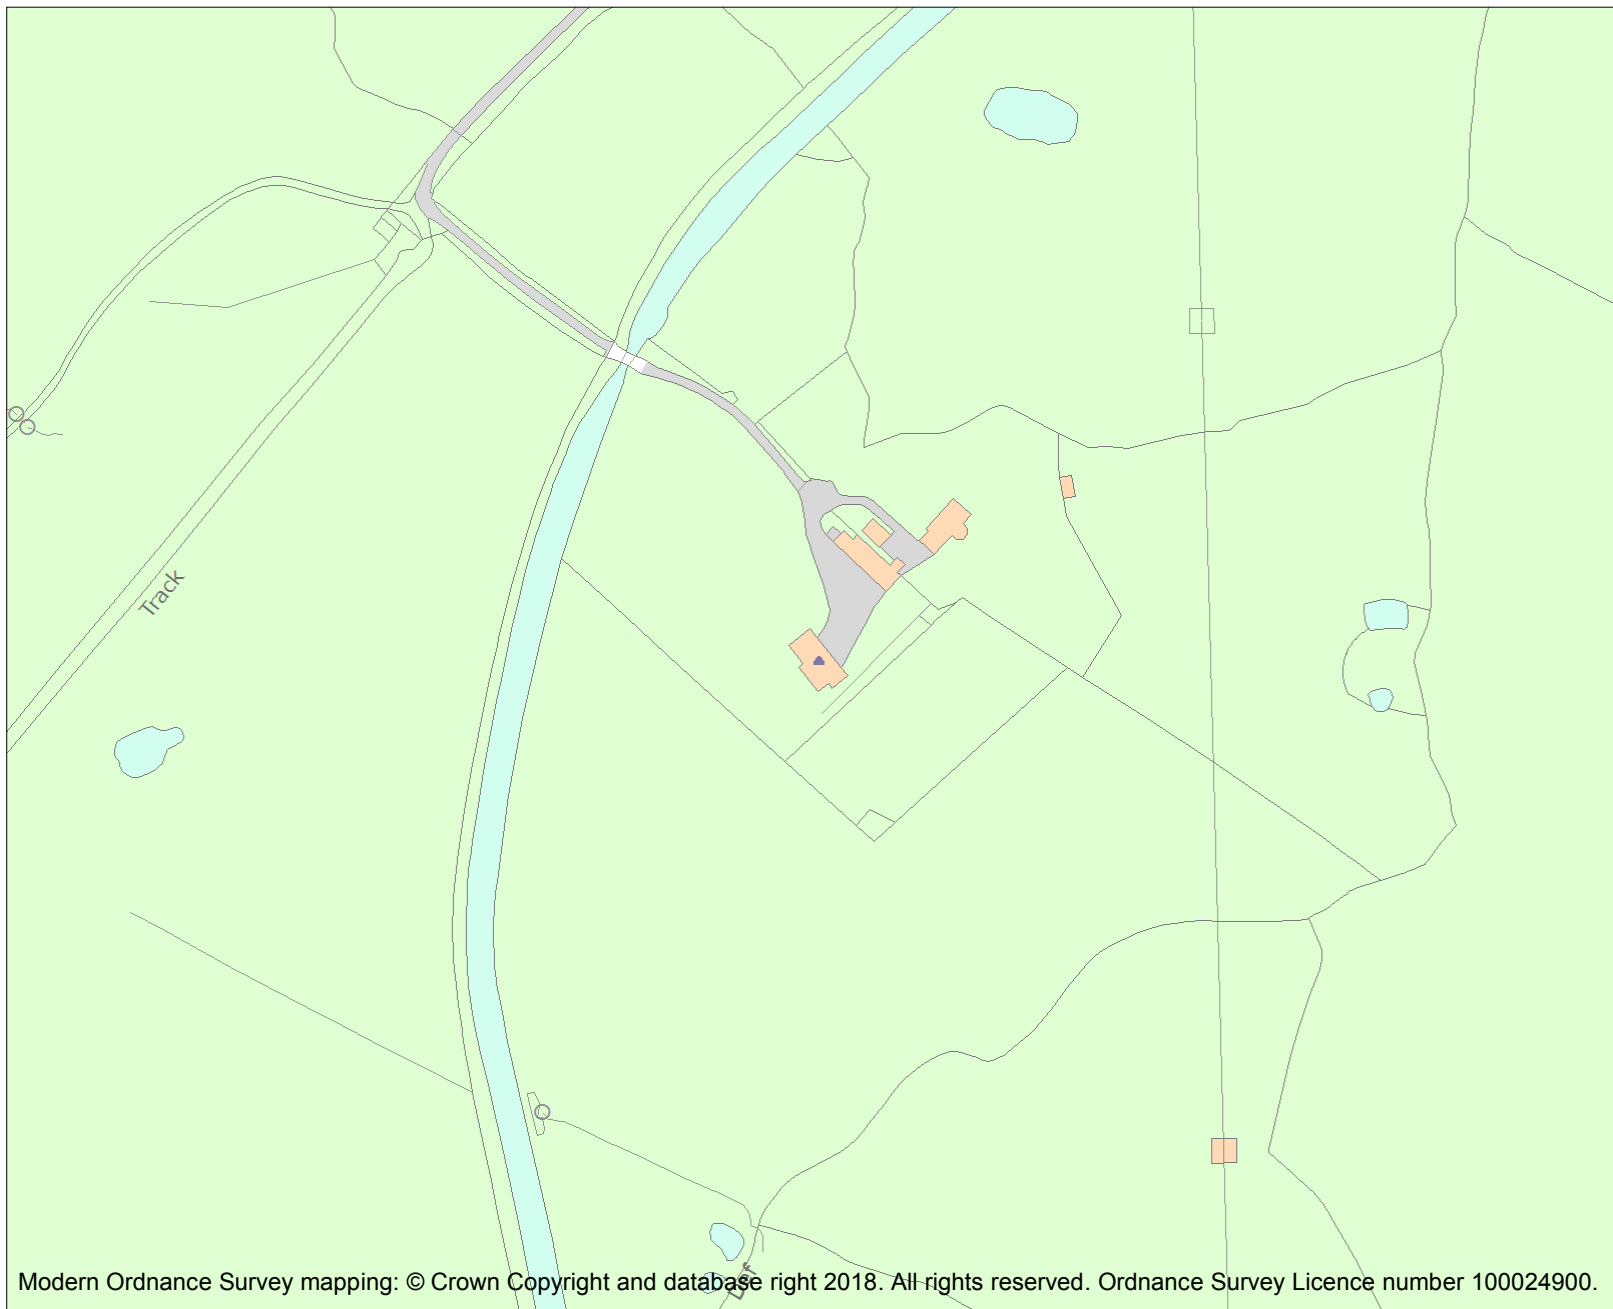 Track
Def
Modern Ordnance Survey mapping: © Crown Copyright and database right 2018. All rights reserved. Ordnance Survey Licence number 100024900.